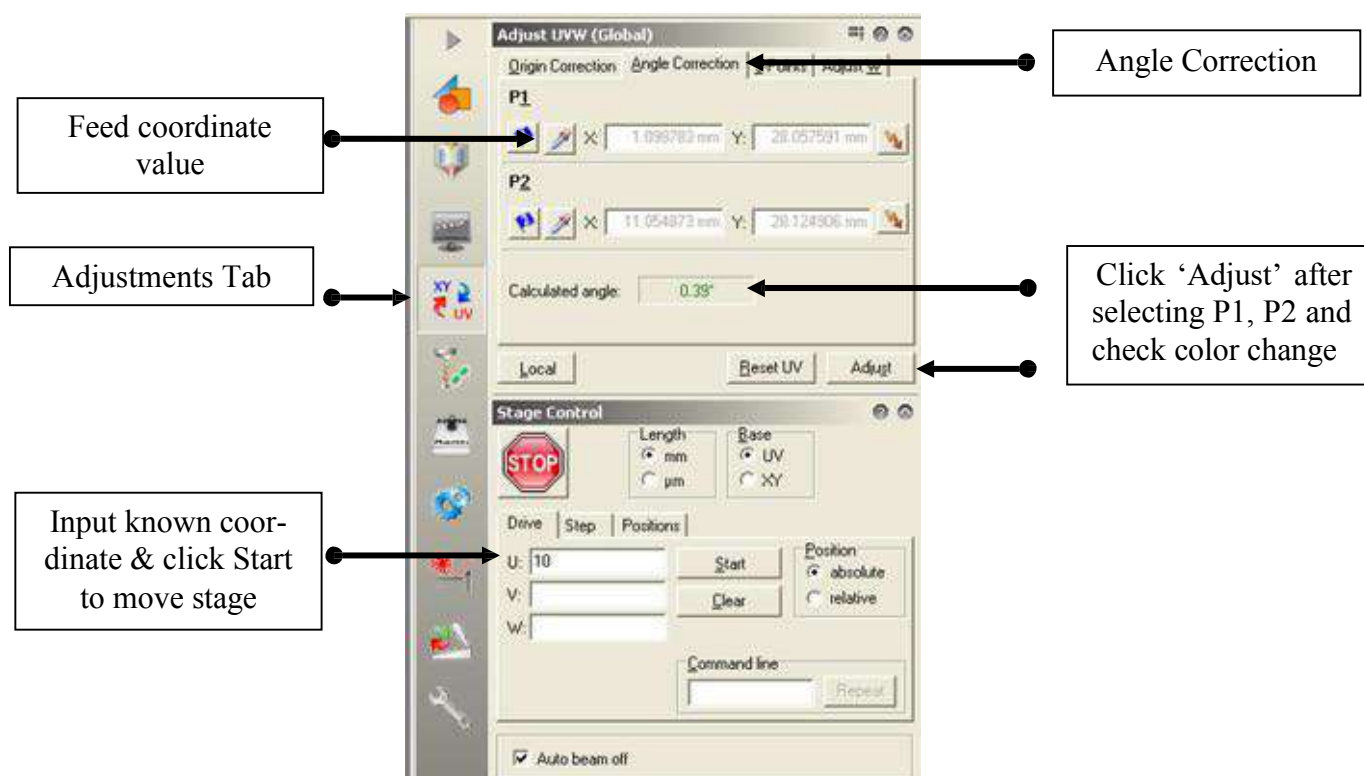 Feed coordinate
value
Adjustments Tab
Input known coor-
dinate & click Start
to move stage
Adjust UVW (Global)
Origin Correction
Angle Correction
Adjust W
P1
X: 1.099783 mm Y: 28.057591 mm
P2
X: 11.054873 mm Y: 28.124906 mm
Calculated angle: 0.39°
Local
Reset UV
Adjust
Stage Control
STOP
Length
mm
µm
Base
UV
XY
Drive
Step
Positions
U: 10
V:
W:
Start
Clear
Position
absolute
relative
Command line
Repeat
Auto beam off
Angle Correction
Click ‘Adjust’ after
selecting P1, P2 and
check color change
XY
UV